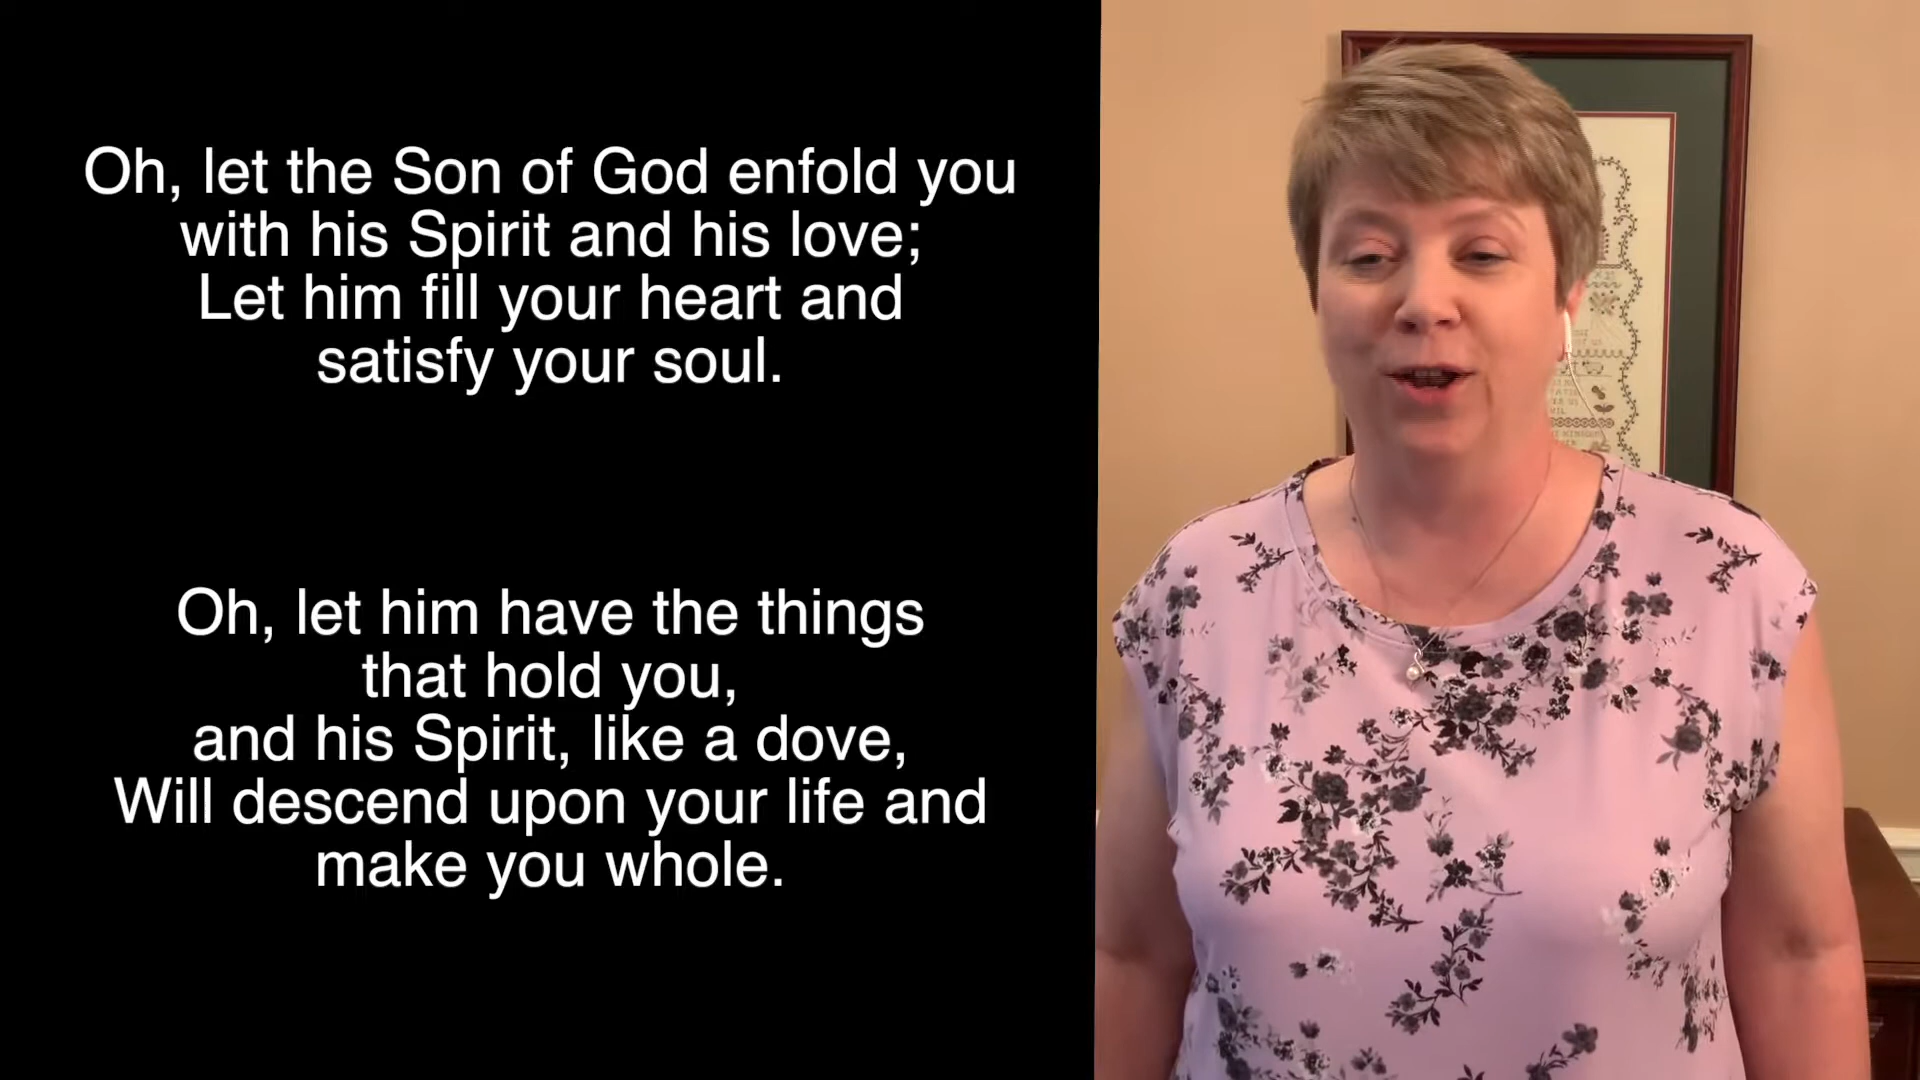 Oh, let the Son of God enfold you
with his Spirit and his love;
Let him fill your heart and
satisfy your soul.
Oh, let him have the things
that hold you,
and his Spirit, like a dove,
Will descend upon your life and
make you whole.